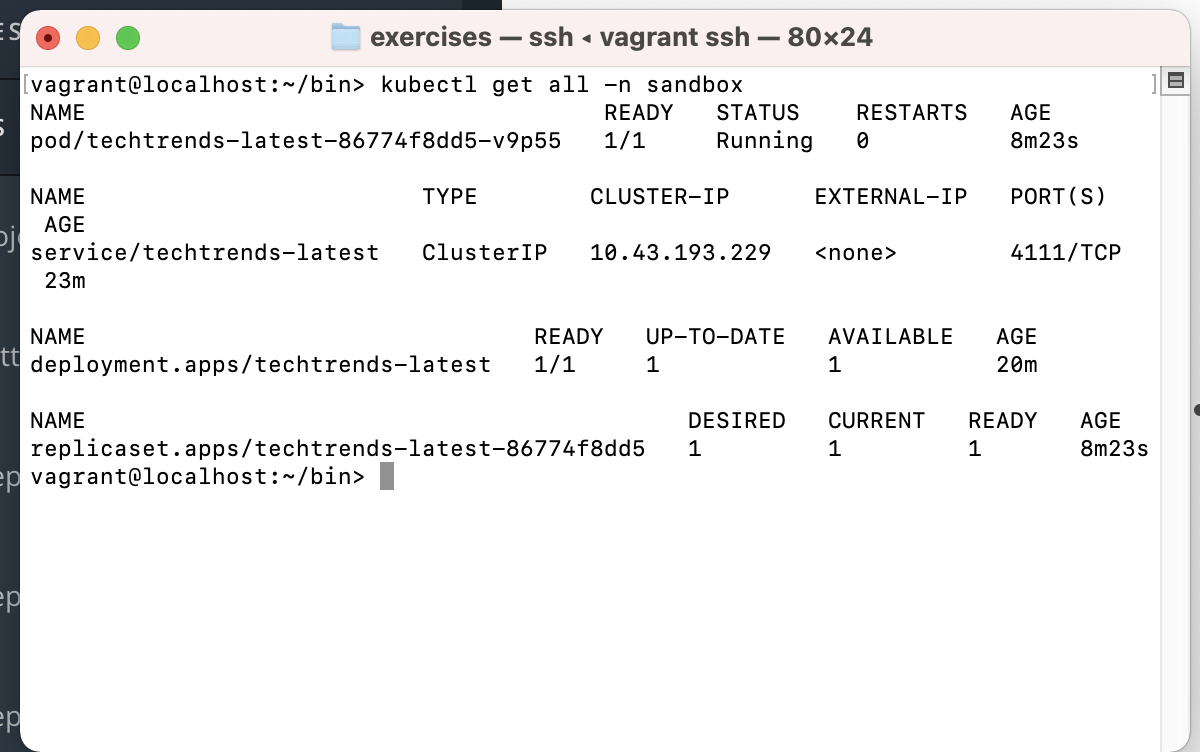 exercises — ssh ◂ vagrant ssh — 80×24
[vagrant@localhost:~/bin> kubectl get all -n sandbox ]
NAME READY STATUS RESTARTS AGE
pod/techtrends-latest-86774f8dd5-v9p55 1/1 Running 0 8m23s
NAME TYPE CLUSTER-IP EXTERNAL-IP PORT(S)
AGE
service/techtrends-latest ClusterIP 10.43.193.229 <none> 4111/TCP
23m
NAME READY UP-TO-DATE AVAILABLE AGE
deployment.apps/techtrends-latest 1/1 1 1 20m
NAME DESIRED CURRENT READY AGE
replicaset.apps/techtrends-latest-86774f8dd5 1 1 1 8m23s
vagrant@localhost:~/bin>